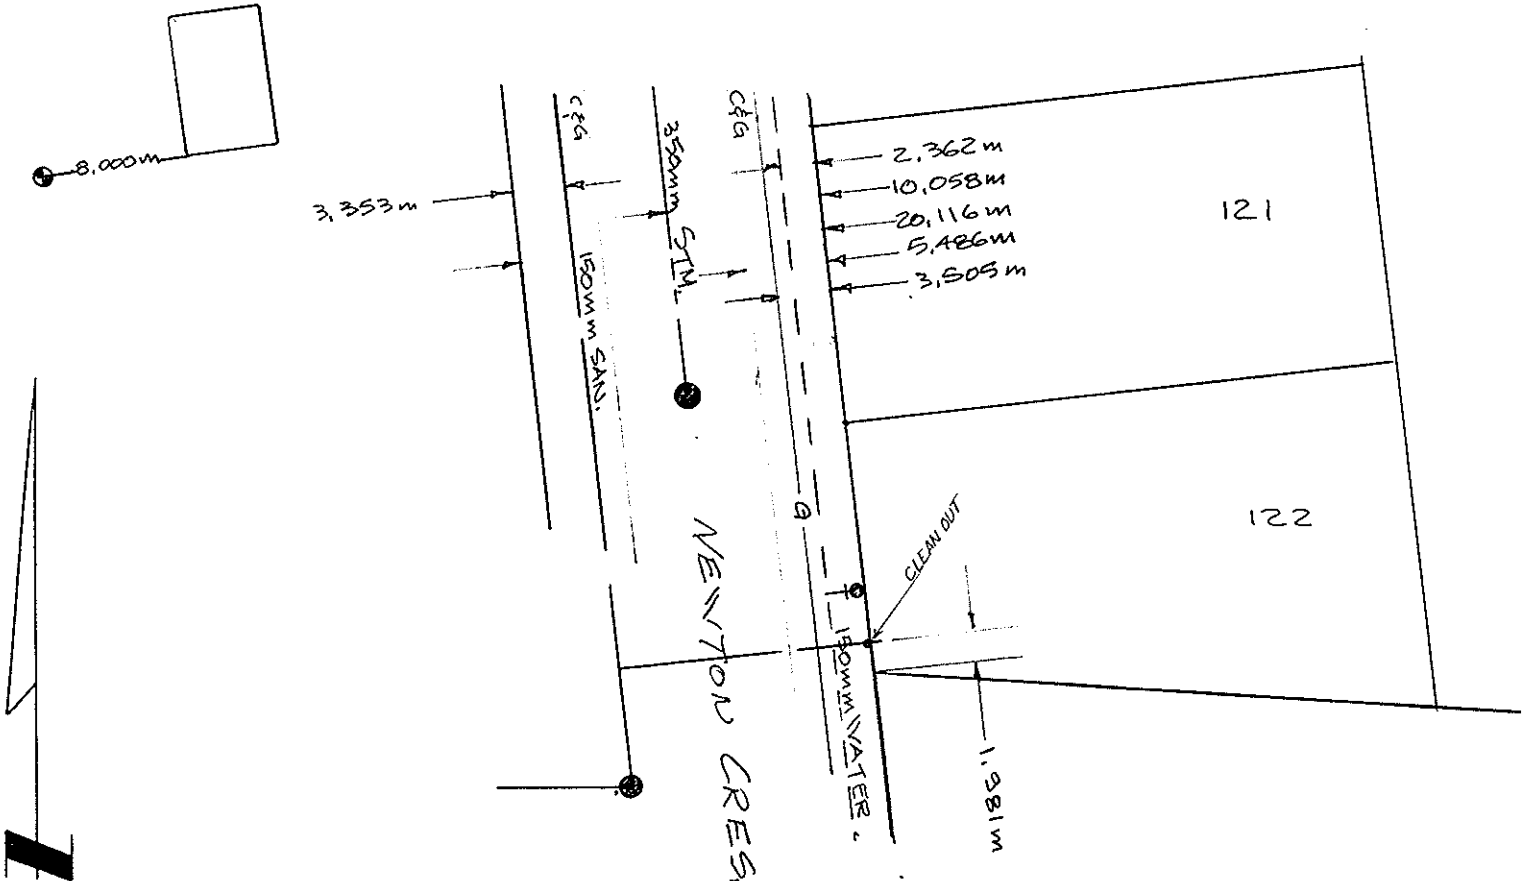 8,000m
3,353m
C&G
350mm STM.
C&G
2,362m
10,058m
20,116m
5,486m
3,505m
150mm SAN.
121
122
G
CLEAN OUT
NEWTON CRES
150mm WATER.
1,981m